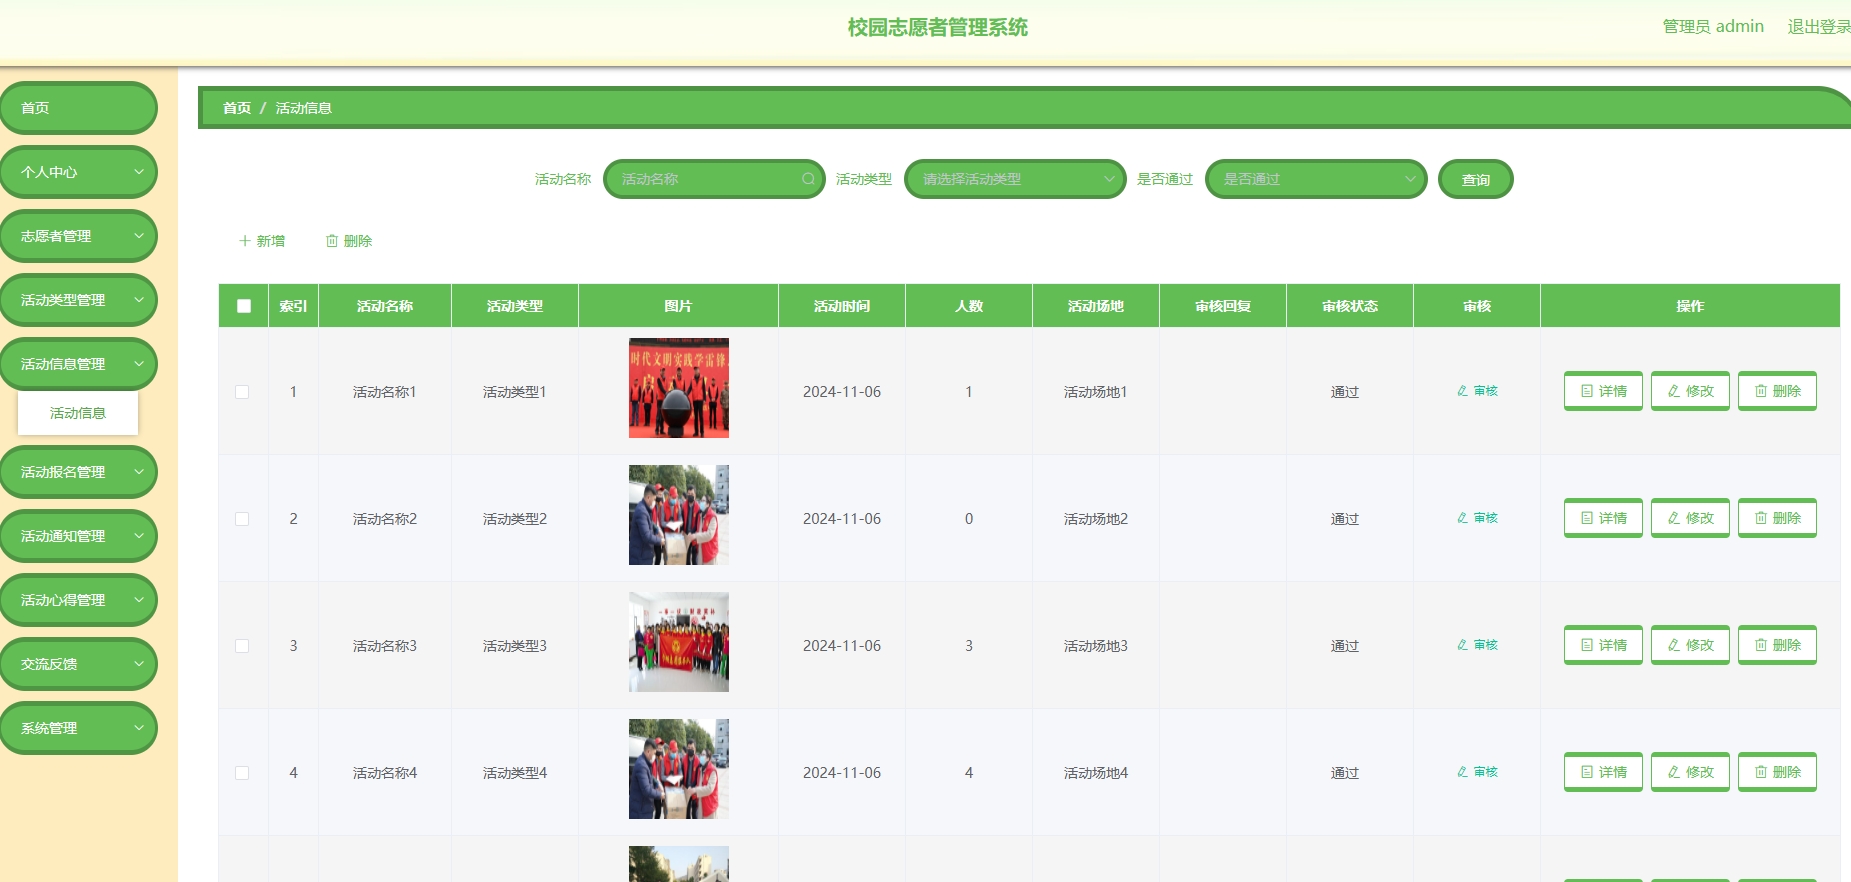 校园志愿者管理系统
管理员 admin 退出登录
首页
个人中心
志愿者管理
活动类型管理
活动信息管理
活动信息
活动报名管理
活动通知管理
活动心得管理
交流反馈
系统管理
首页 / 活动信息
活动名称 活动名称 活动类型 请选择活动类型 是否通过 是否通过 查询
新增 删除
索引 活动名称 活动类型 图片 活动时间 人数 活动场地 审核回复 审核状态 审核 操作
时代文明实践学雷锋
1 活动名称1 活动类型1 2024-11-06 1 活动场地1 通过 审核 详情 修改 删除
2 活动名称2 活动类型2 2024-11-06 0 活动场地2 通过 审核 详情 修改 删除
3 活动名称3 活动类型3 2024-11-06 3 活动场地3 通过 审核 详情 修改 删除
4 活动名称4 活动类型4 2024-11-06 4 活动场地4 通过 审核 详情 修改 删除